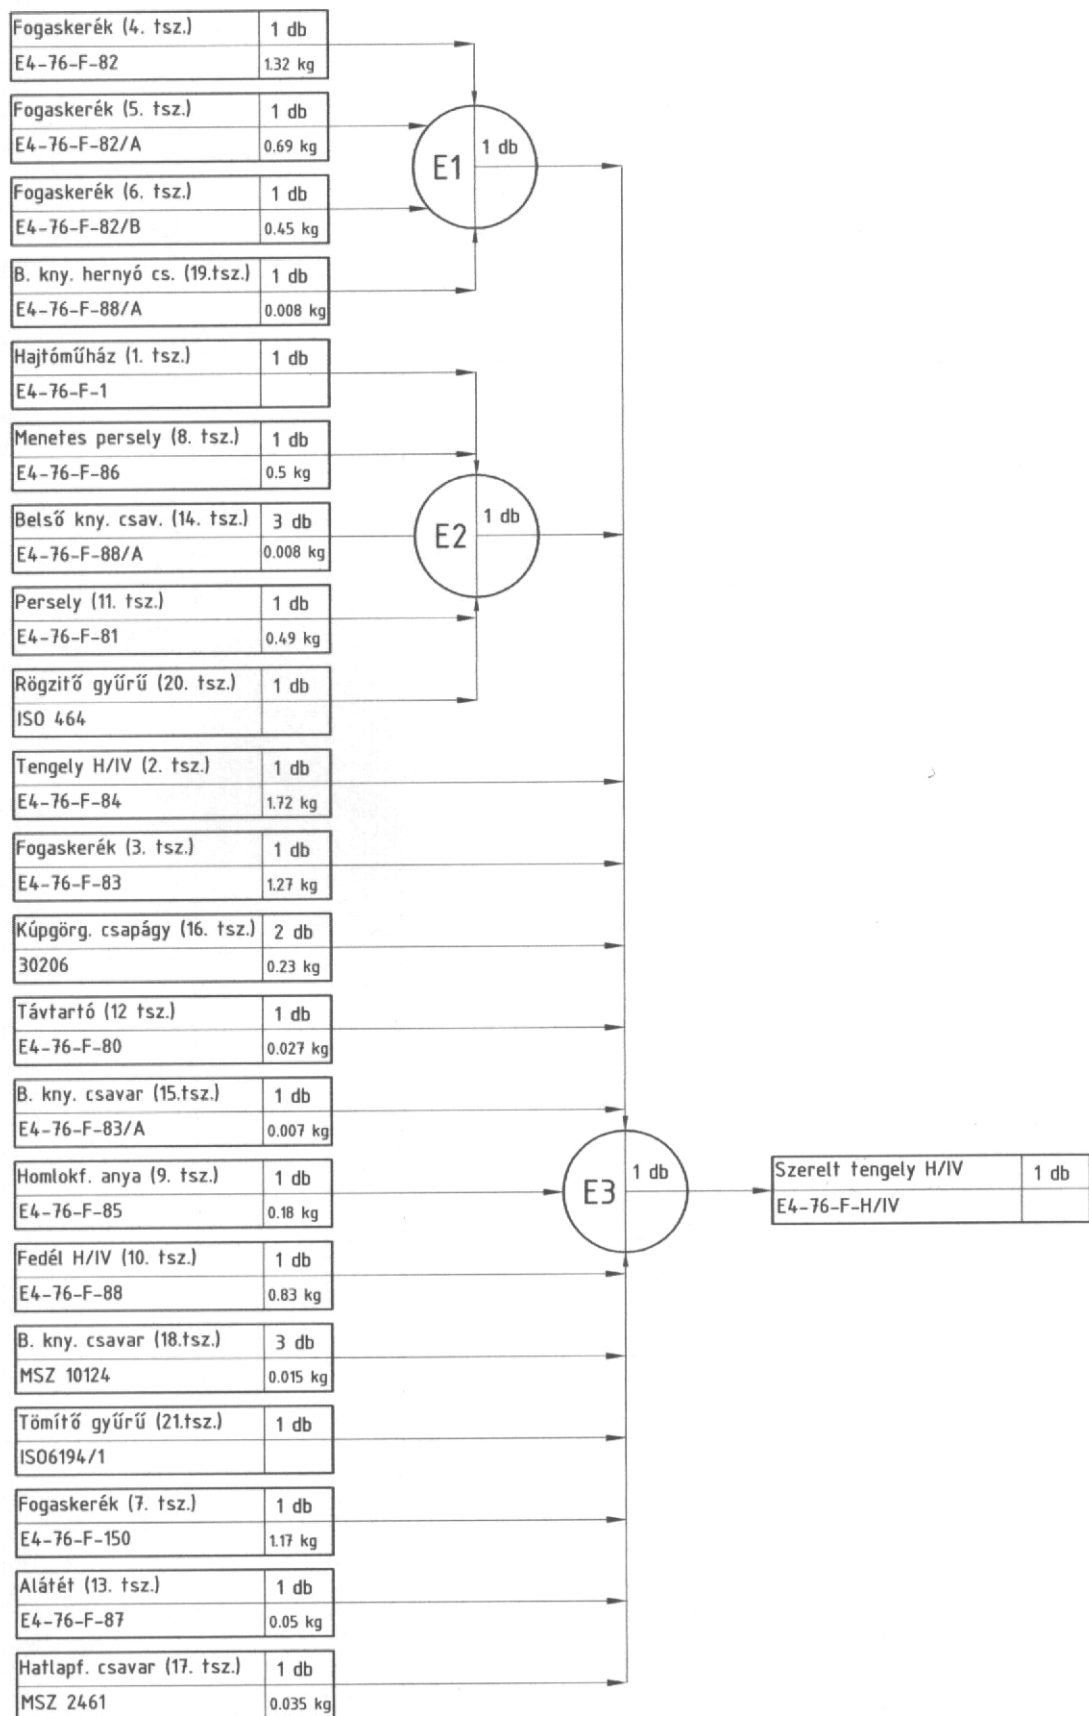 Fogaskerék (4. tsz.) 1 db
E4-76-F-82 1.32 kg
Fogaskerék (5. tsz.) 1 db
E4-76-F-82/A 0.69 kg
Fogaskerék (6. tsz.) 1 db
E4-76-F-82/B 0.45 kg
B. kny. hernyó cs. (19.tsz.) 1 db
E4-76-F-88/A 0.008 kg
E1 1 db
Hajtóműház (1. tsz.) 1 db
E4-76-F-1
Menetes persely (8. tsz.) 1 db
E4-76-F-86 0.5 kg
Belső kny. csav. (14. tsz.) 3 db
E4-76-F-88/A 0.008 kg
Persely (11. tsz.) 1 db
E4-76-F-81 0.49 kg
Rögzitő gyűrű (20. tsz.) 1 db
ISO 464
E2 1 db
Tengely H/IV (2. tsz.) 1 db
E4-76-F-84 1.72 kg
Fogaskerék (3. tsz.) 1 db
E4-76-F-83 1.27 kg
Kúpgörg. csapágy (16. tsz.) 2 db
30206 0.23 kg
Távtartó (12 tsz.) 1 db
E4-76-F-80 0.027 kg
B. kny. csavar (15.tsz.) 1 db
E4-76-F-83/A 0.007 kg
Homlokf. anya (9. tsz.) 1 db
E4-76-F-85 0.18 kg
Fedél H/IV (10. tsz.) 1 db
E4-76-F-88 0.83 kg
B. kny. csavar (18.tsz.) 3 db
MSZ 10124 0.015 kg
Tömítő gyűrű (21.tsz.) 1 db
ISO6194/1
Fogaskerék (7. tsz.) 1 db
E4-76-F-150 1.17 kg
Alátét (13. tsz.) 1 db
E4-76-F-87 0.05 kg
Hatlapf. csavar (17. tsz.) 1 db
MSZ 2461 0.035 kg
E3 1 db
Szerelt tengely H/IV 1 db
E4-76-F-H/IV